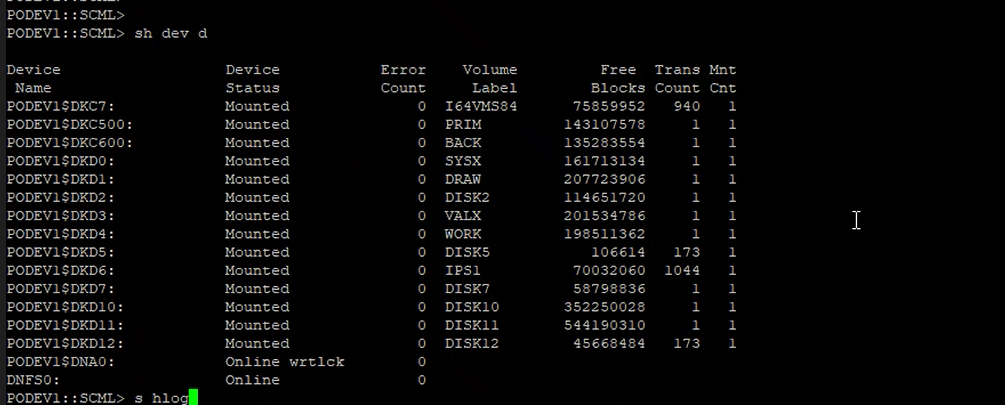 PODEV1::SCML>
PODEV1::SCML> sh dev d
Device Device Error Volume Free Trans Mnt
Name Status Count Label Blocks Count Cnt
PODEV1$DKC7: Mounted 0 I64VMS84 75859952 940 1
PODEV1$DKC500: Mounted 0 PRIM 143107578 1 1
PODEV1$DKC600: Mounted 0 BACK 135283554 1 1
PODEV1$DKD0: Mounted 0 SYSX 161713134 1 1
PODEV1$DKD1: Mounted 0 DRAW 207723906 1 1
PODEV1$DKD2: Mounted 0 DISK2 114651720 1 1
PODEV1$DKD3: Mounted 0 VALX 201534786 1 1
PODEV1$DKD4: Mounted 0 WORK 198511362 1 1
PODEV1$DKD5: Mounted 0 DISK5 106614 173 1
PODEV1$DKD6: Mounted 0 IPS1 70032060 1044 1
PODEV1$DKD7: Mounted 0 DISK7 58798836 1 1
PODEV1$DKD10: Mounted 0 DISK10 352250028 1 1
PODEV1$DKD11: Mounted 0 DISK11 544190310 1 1
PODEV1$DKD12: Mounted 0 DISK12 45668484 173 1
PODEV1$DNA0: Online wrtlck 0
DNFS0: Online 0
PODEV1::SCML> s hlog